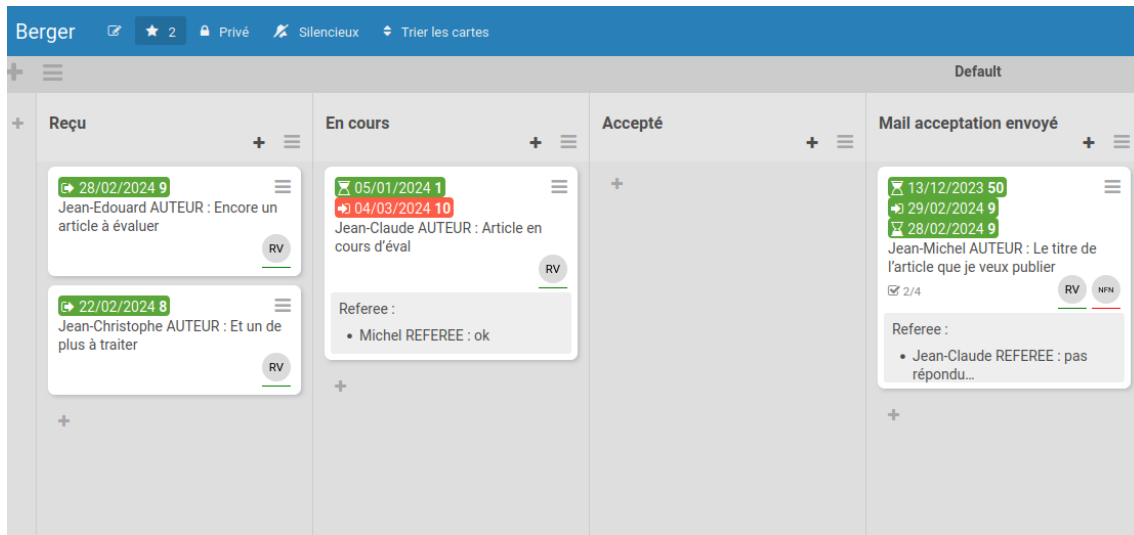 Berger 2 Privé Silencieux Trier les cartes
Default
Reçu
28/02/2024 9
Jean-Edouard AUTEUR : Encore un
article à évaluer
RV
22/02/2024 8
Jean-Christophe AUTEUR : Et un de
plus à traiter
RV
En cours
05/01/2024 1
04/03/2024 10
Jean-Claude AUTEUR : Article en
cours d’éval
RV
Referee :
• Michel REFEREE : ok
Accepté
Mail acceptation envoyé
13/12/2023 50
29/02/2024 9
28/02/2024 9
Jean-Michel AUTEUR : Le titre de
l’article que je veux publier
2/4 RV NFN
Referee :
• Jean-Claude REFEREE : pas
répondu…